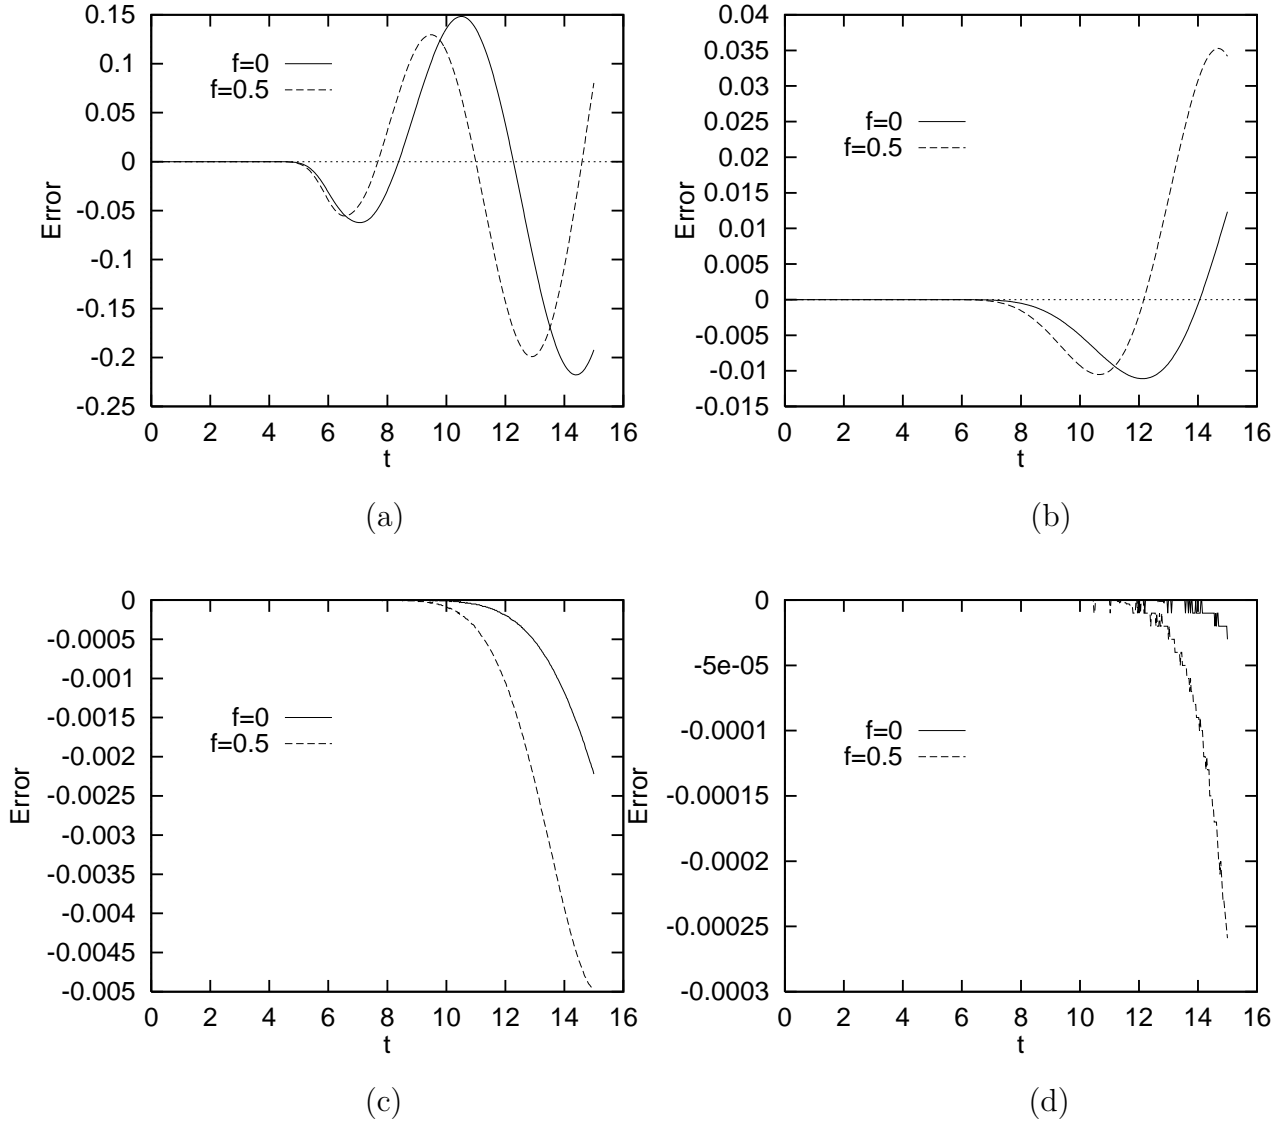 0.15
0.1
0.05
0
-0.05
-0.1
-0.15
-0.2
-0.25
Error
f=0
f=0.5
0 2 4 6 8 10 12 14 16
t
(a)
0.04
0.035
0.03
0.025
0.02
0.015
0.01
0.005
0
-0.005
-0.01
-0.015
Error
f=0
f=0.5
0 2 4 6 8 10 12 14 16
t
(b)
0
-0.0005
-0.001
-0.0015
-0.002
-0.0025
-0.003
-0.0035
-0.004
-0.0045
-0.005
Error
f=0
f=0.5
0 2 4 6 8 10 12 14 16
t
(c)
0
-5e-05
-0.0001
-0.00015
-0.0002
-0.00025
-0.0003
Error
f=0
f=0.5
0 2 4 6 8 10 12 14 16
t
(d)